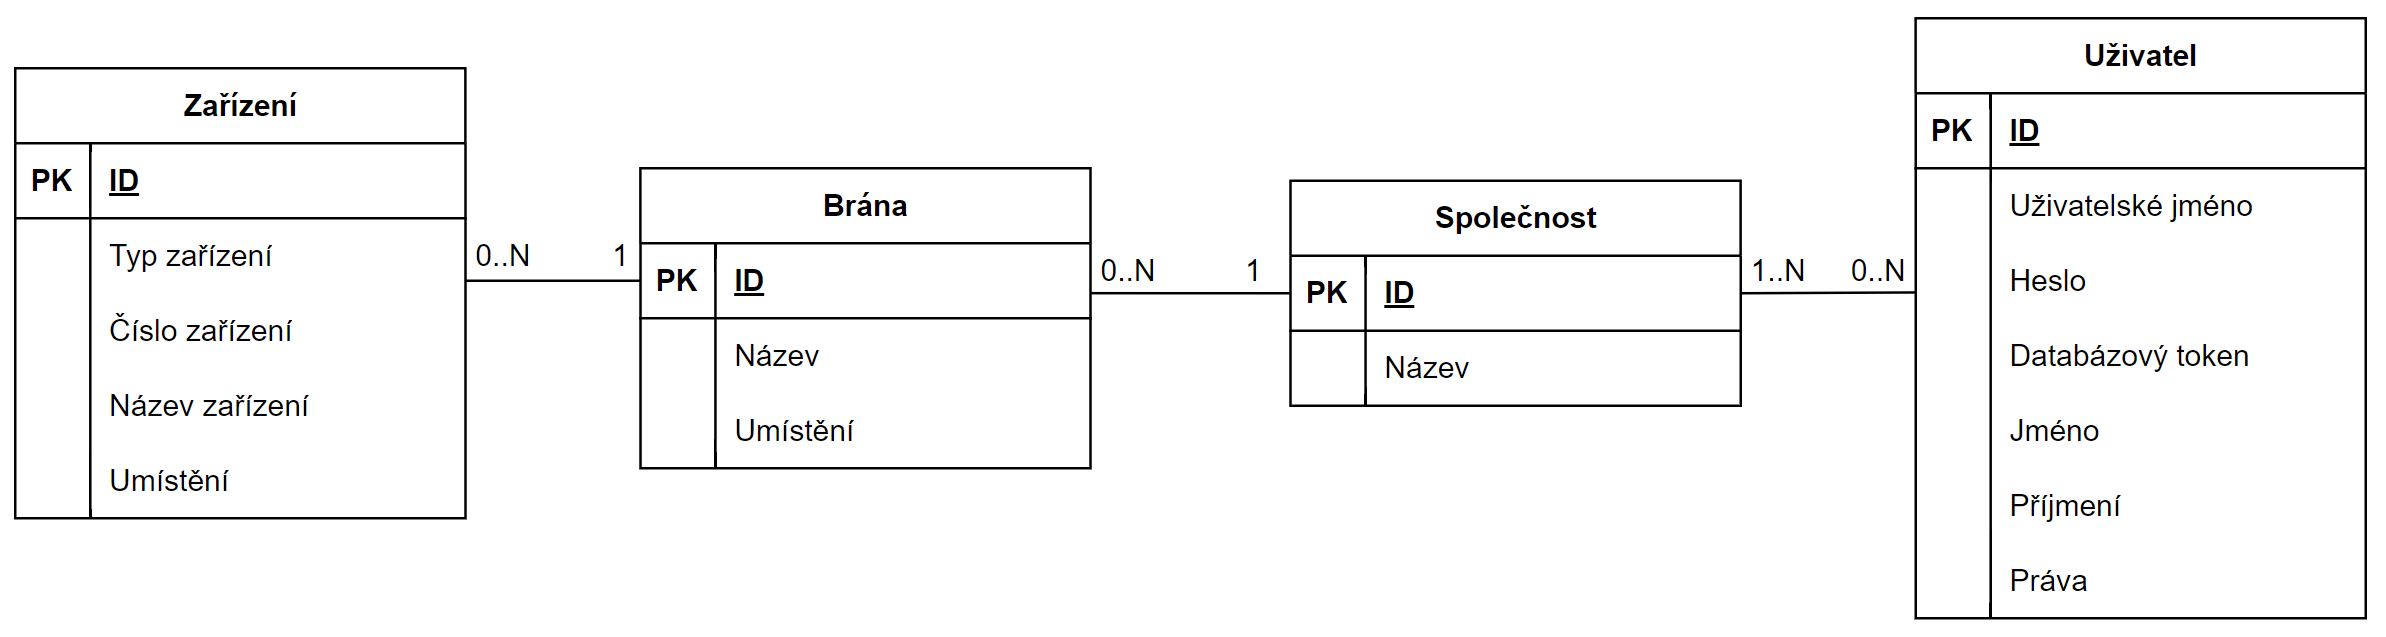 Zařízení
PK ID
Typ zařízení
Číslo zařízení
Název zařízení
Umístění
0..N 1
Brána
PK ID
Název
Umístění
0..N 1
Společnost
PK ID
Název
1..N 0..N
Uživatel
PK ID
Uživatelské jméno
Heslo
Databázový token
Jméno
Příjmení
Práva